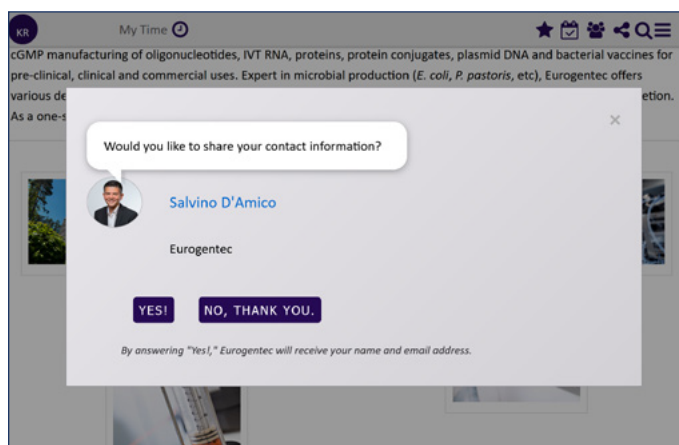 KR
My Time
cGMP manufacturing of oligonucleotides, IVT RNA, proteins, protein conjugates, plasmid DNA and bacterial vaccines for
pre-clinical, clinical and commercial uses. Expert in microbial production (E. coli, P. pastoris, etc), Eurogentec offers
various de
etion.
As a one-s
×
Would you like to share your contact information?
Salvino D'Amico
Eurogentec
YES!
NO, THANK YOU.
By answering "Yes!," Eurogentec will receive your name and email address.